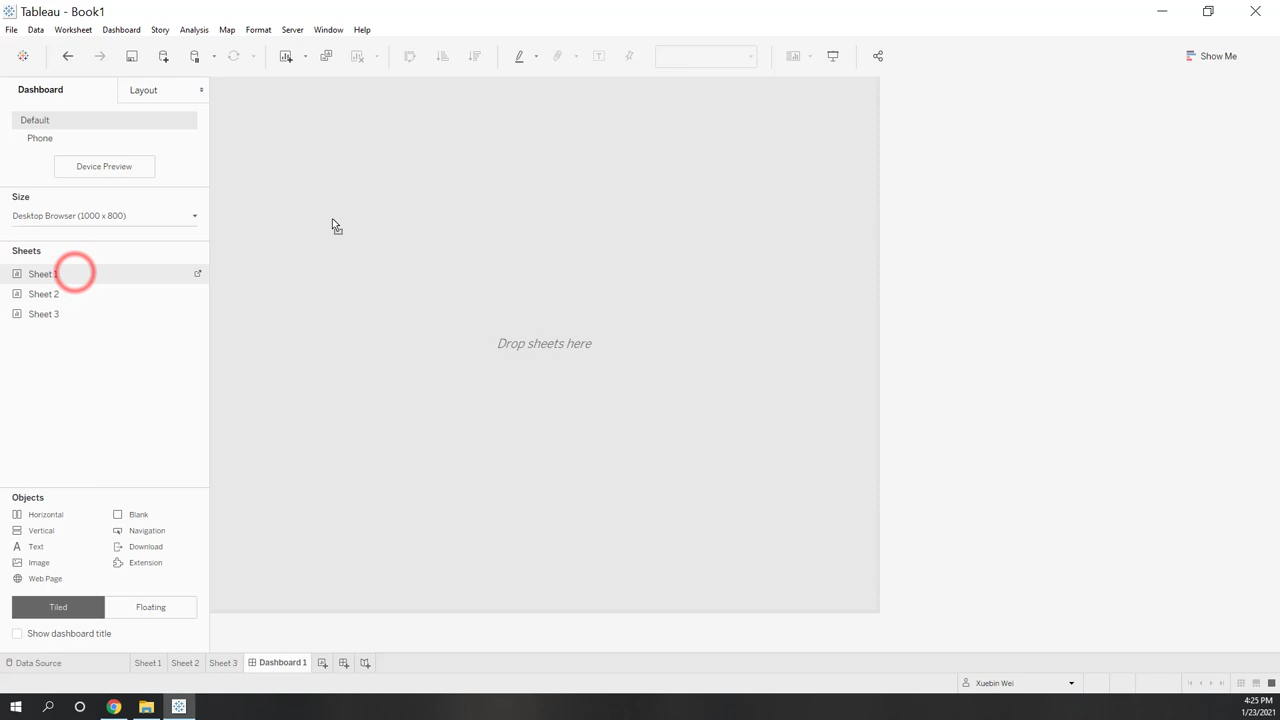 Tableau - Book1
File Data Worksheet Dashboard Story Analysis Map Format Server Window Help
Show Me
Dashboard Layout
Default
Phone
Device Preview
Size
Desktop Browser (1000 x 800)
Sheets
Sheet 1
Sheet 2
Sheet 3
Drop sheets here
Objects
Horizontal Blank
Vertical Navigation
Text Download
Image Extension
Web Page
Tiled Floating
Show dashboard title
Data Source Sheet 1 Sheet 2 Sheet 3 Dashboard 1
Xuebin Wei
4:25 PM
1/23/2021